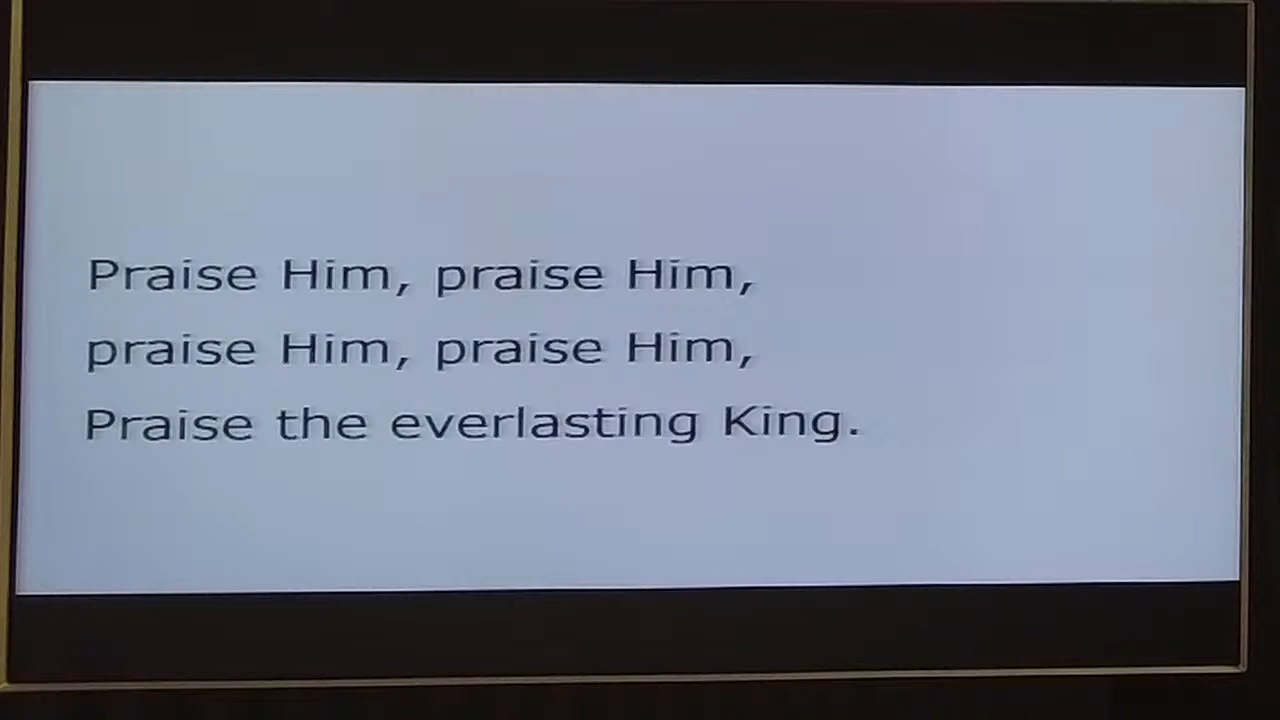 Praise Him, praise Him,
praise Him, praise Him,
Praise the everlasting King.